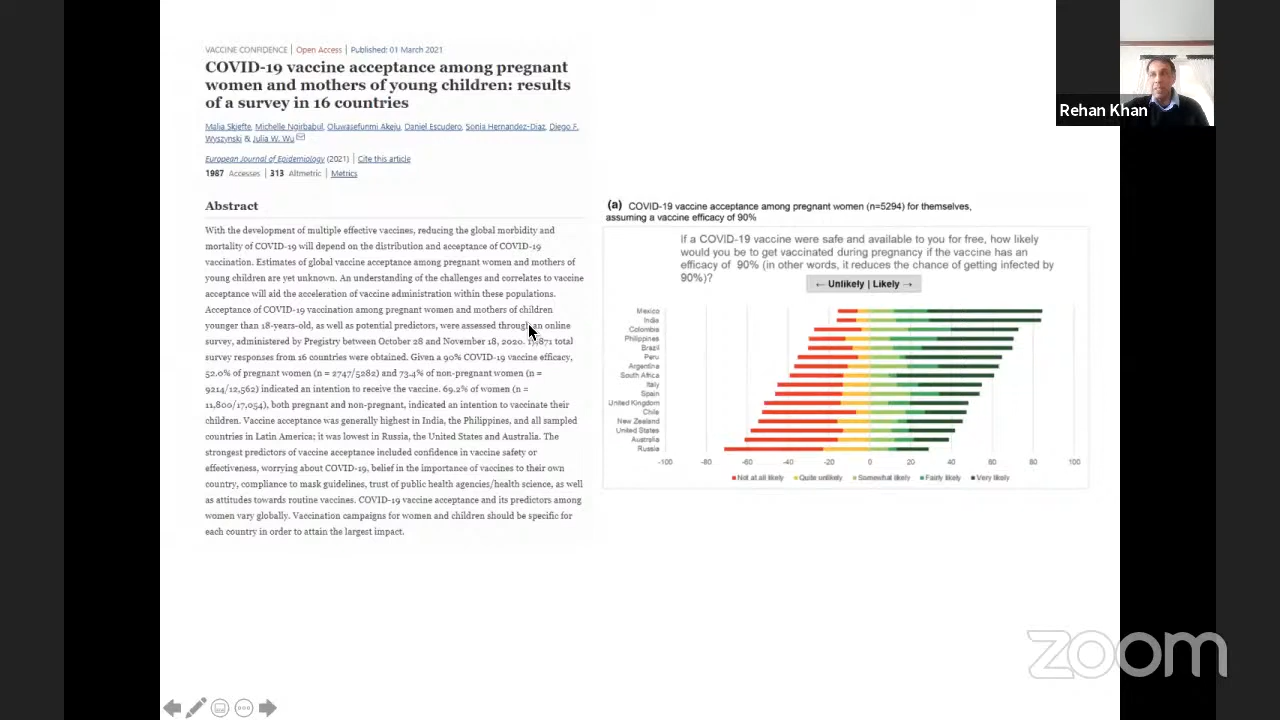 VACCINE CONFIDENCE | Open Access | Published: 01 March 2021
COVID-19 vaccine acceptance among pregnant
women and mothers of young children: results
of a survey in 16 countries
Malia Skjefte, Michelle Ngirbabul, Oluwasefunmi Akeju, Daniel Escudero, Sonia Hernandez-Diaz, Diego F.
Wyszynski & Julia W. Wu
European Journal of Epidemiology (2021) | Cite this article
1987 Accesses | 313 Altmetric | Metrics
Abstract
With the development of multiple effective vaccines, reducing the global morbidity and
mortality of COVID-19 will depend on the distribution and acceptance of COVID-19
vaccination. Estimates of global vaccine acceptance among pregnant women and mothers of
young children are yet unknown. An understanding of the challenges and correlates to vaccine
acceptance will aid the acceleration of vaccine administration within these populations.
Acceptance of COVID-19 vaccination among pregnant women and mothers of children
younger than 18-years-old, as well as potential predictors, were assessed through an online
survey, administered by Pregistry between October 28 and November 18, 2020. 17,871 total
survey responses from 16 countries were obtained. Given a 90% COVID-19 vaccine efficacy,
52.0% of pregnant women (n = 2747/5282) and 73.4% of non-pregnant women (n =
9214/12,562) indicated an intention to receive the vaccine. 69.2% of women (n =
11,800/17,054), both pregnant and non-pregnant, indicated an intention to vaccinate their
children. Vaccine acceptance was generally highest in India, the Philippines, and all sampled
countries in Latin America; it was lowest in Russia, the United States and Australia. The
strongest predictors of vaccine acceptance included confidence in vaccine safety or
effectiveness, worrying about COVID-19, belief in the importance of vaccines to their own
country, compliance to mask guidelines, trust of public health agencies/health science, as well
as attitudes towards routine vaccines. COVID-19 vaccine acceptance and its predictors among
women vary globally. Vaccination campaigns for women and children should be specific for
each country in order to attain the largest impact.
(a) COVID-19 vaccine acceptance among pregnant women (n=5294) for themselves,
assuming a vaccine efficacy of 90%
If a COVID-19 vaccine were safe and available to you for free, how likely
would you be to get vaccinated during pregnancy if the vaccine has an
efficacy of 90% (in other words, it reduces the chance of getting infected by
90%)?
← Unlikely | Likely →
Mexico
India
Colombia
Philippines
Brazil
Peru
Argentina
South Africa
Italy
Spain
United Kingdom
Chile
New Zealand
United States
Australia
Russia
-100 -80 -60 -40 -20 0 20 40 60 80 100
Not at all likely Quite unlikely Somewhat likely Fairly likely Very likely
Rehan Khan
zoom